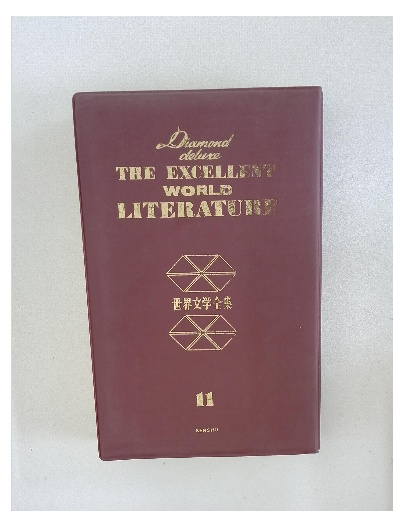 Diamond
deluxe
THE EXCELLENT
WORLD
LITERATURE
世界文学全集
11